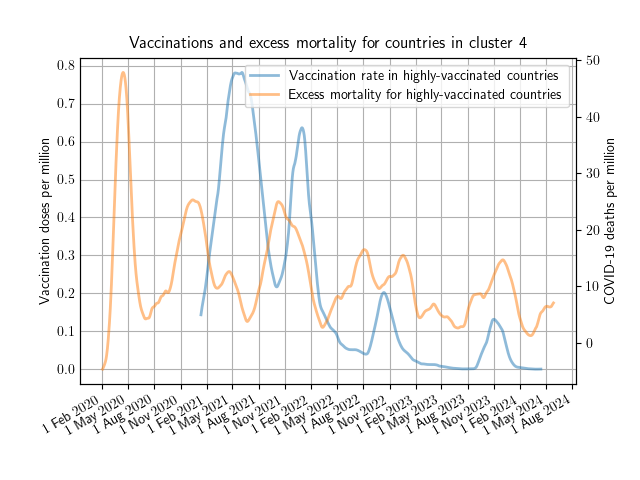 Vaccinations and excess mortality for countries in cluster 4
Vaccination rate in highly-vaccinated countries
Excess mortality for highly-vaccinated countries
Vaccination doses per million
0.8
0.7
0.6
0.5
0.4
0.3
0.2
0.1
0.0
50
40
30
20
10
0
COVID-19 deaths per million
1 Feb 2020
1 May 2020
1 Aug 2020
1 Nov 2020
1 Feb 2021
1 May 2021
1 Aug 2021
1 Nov 2021
1 Feb 2022
1 May 2022
1 Aug 2022
1 Nov 2022
1 Feb 2023
1 May 2023
1 Aug 2023
1 Nov 2023
1 Feb 2024
1 May 2024
1 Aug 2024